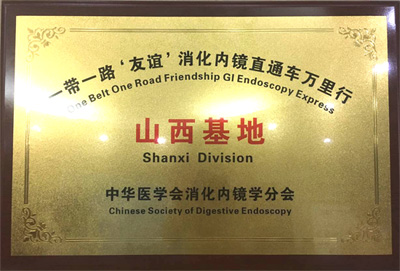 一带一路‘友谊’消化内镜直通车万里行
One Belt One Road Friendship GI Endoscopy Express
山西基地
Shanxi Division
中华医学会消化内镜学分会
Chinese Society of Digestive Endoscopy